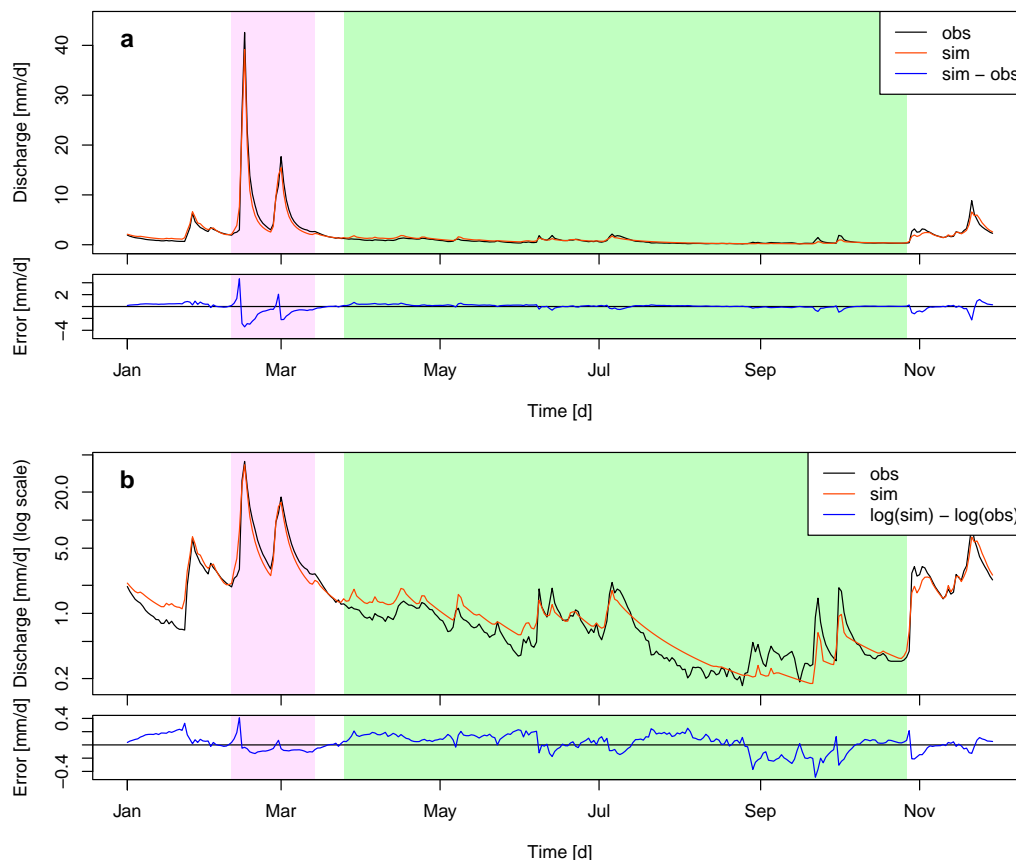 a
obs
sim
sim − obs
Discharge [mm/d]
40
30
20
10
0
Error [mm/d]
2
−4
Jan
Mar
May
Jul
Sep
Nov
Time [d]
b
obs
sim
log(sim) − log(obs)
Discharge [mm/d] (log scale)
20.0
5.0
1.0
0.2
Error [mm/d]
0.4
−0.4
Jan
Mar
May
Jul
Sep
Nov
Time [d]